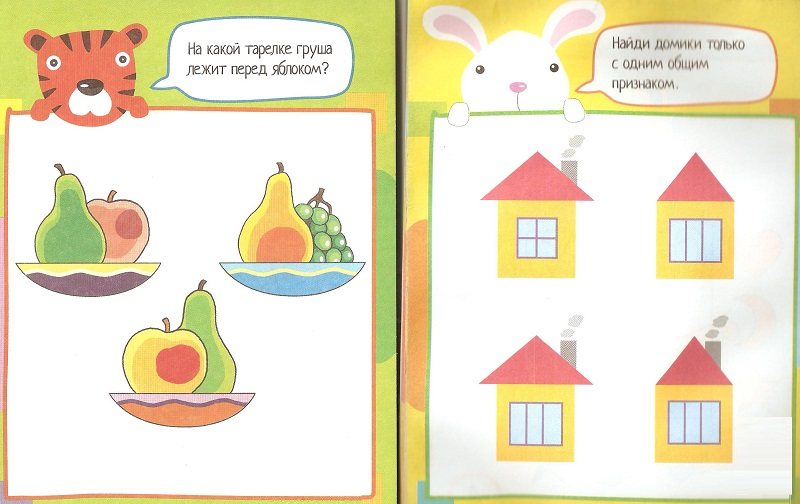 На какой тарелке груша
лежит перед яблоком?
Найди домики только
с одним общим
признаком.